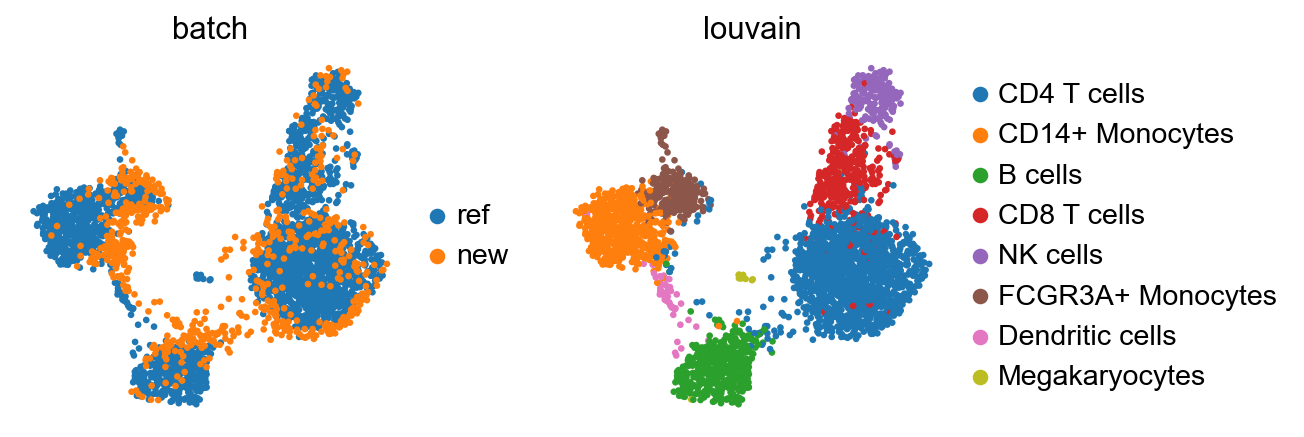 batch
ref
new
louvain
CD4 T cells
CD14+ Monocytes
B cells
CD8 T cells
NK cells
FCGR3A+ Monocytes
Dendritic cells
Megakaryocytes